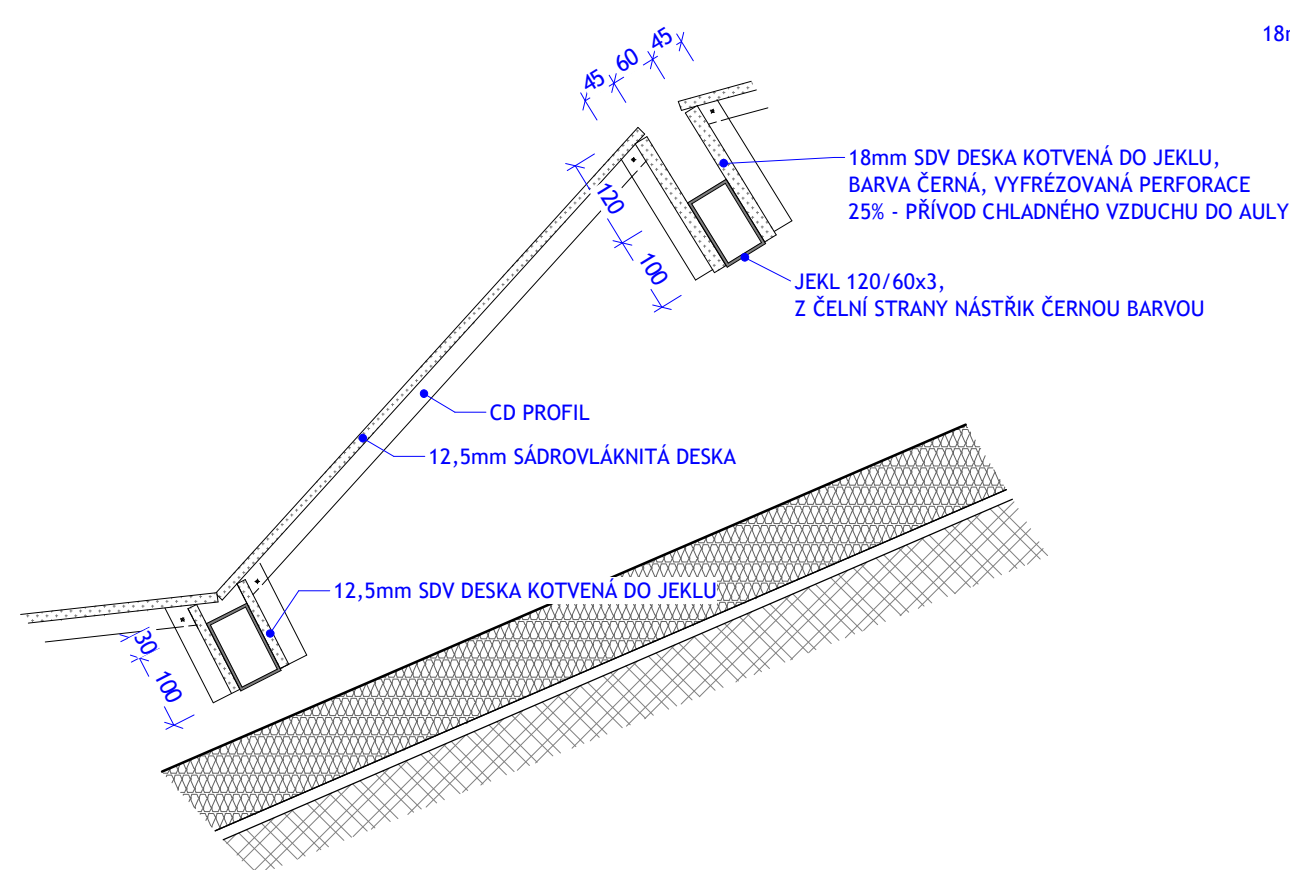 45
60
45
18
18mm SDV DESKA KOTVENÁ DO JEKLU,
BARVA ČERNÁ, VYFRÉZOVANÁ PERFORACE
25% - PŘÍVOD CHLADNÉHO VZDUCHU DO AULY
120
100
JEKL 120/60x3,
Z ČELNÍ STRANY NÁSTŘIK ČERNOU BARVOU
CD PROFIL
12,5mm SÁDROVLÁKNITÁ DESKA
12,5mm SDV DESKA KOTVENÁ DO JEKLU
30
100